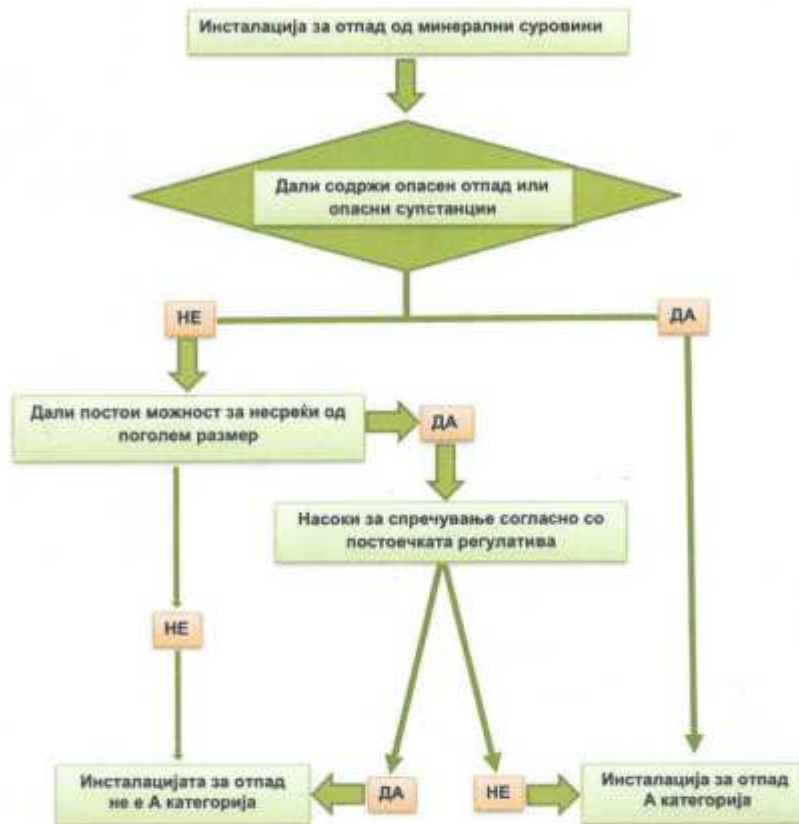 Инсталација за отпад од минерални суровини
Дали содржи опасен отпад или
опасни супстанции
НЕ
ДА
Дали постои можност за несреќи од
поголем размер
ДА
Насоки за спречување согласно со
постоечката регулатива
НЕ
Инсталацијата за отпад
не е А категорија
ДА
НЕ
Инсталација за отпад
А категорија